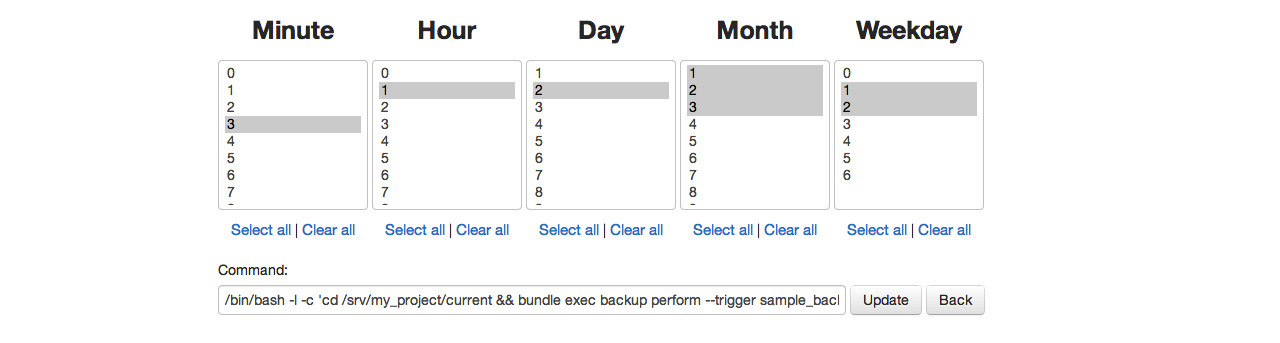 Minute Hour Day Month Weekday
0 0 1 1 0
1 1 2 2 1
2 2 3 3 2
3 3 4 4 3
4 4 5 5 4
5 5 6 6 5
6 6 7 7 6
7 7 8 8
Select all | Clear all Select all | Clear all Select all | Clear all Select all | Clear all Select all | Clear all
Command:
/bin/bash -l -c 'cd /srv/my_project/current && bundle exec backup perform --trigger sample_bac Update Back